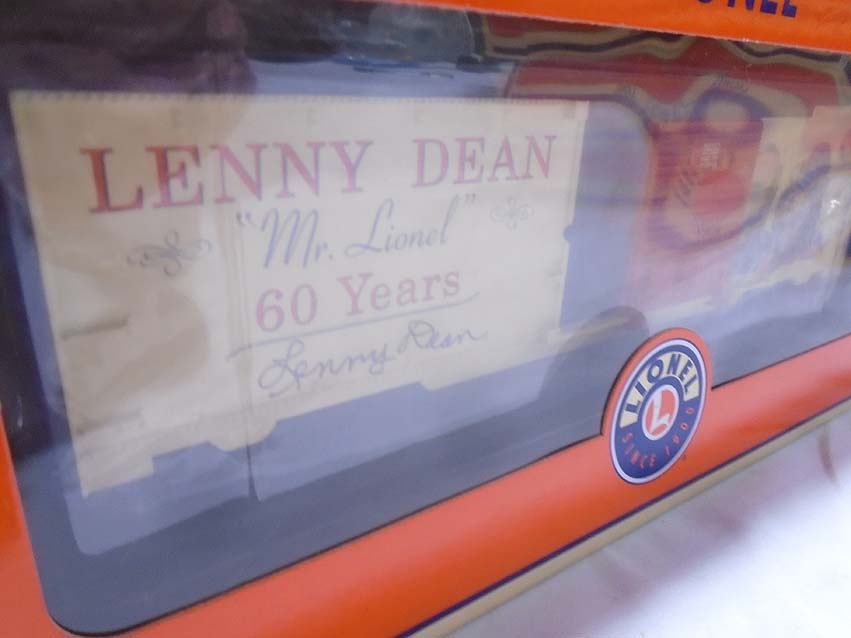 LENNY DEAN
"Mr. Lionel"
60 Years
Lenny Dean
LIONEL
L
SINCE 1900